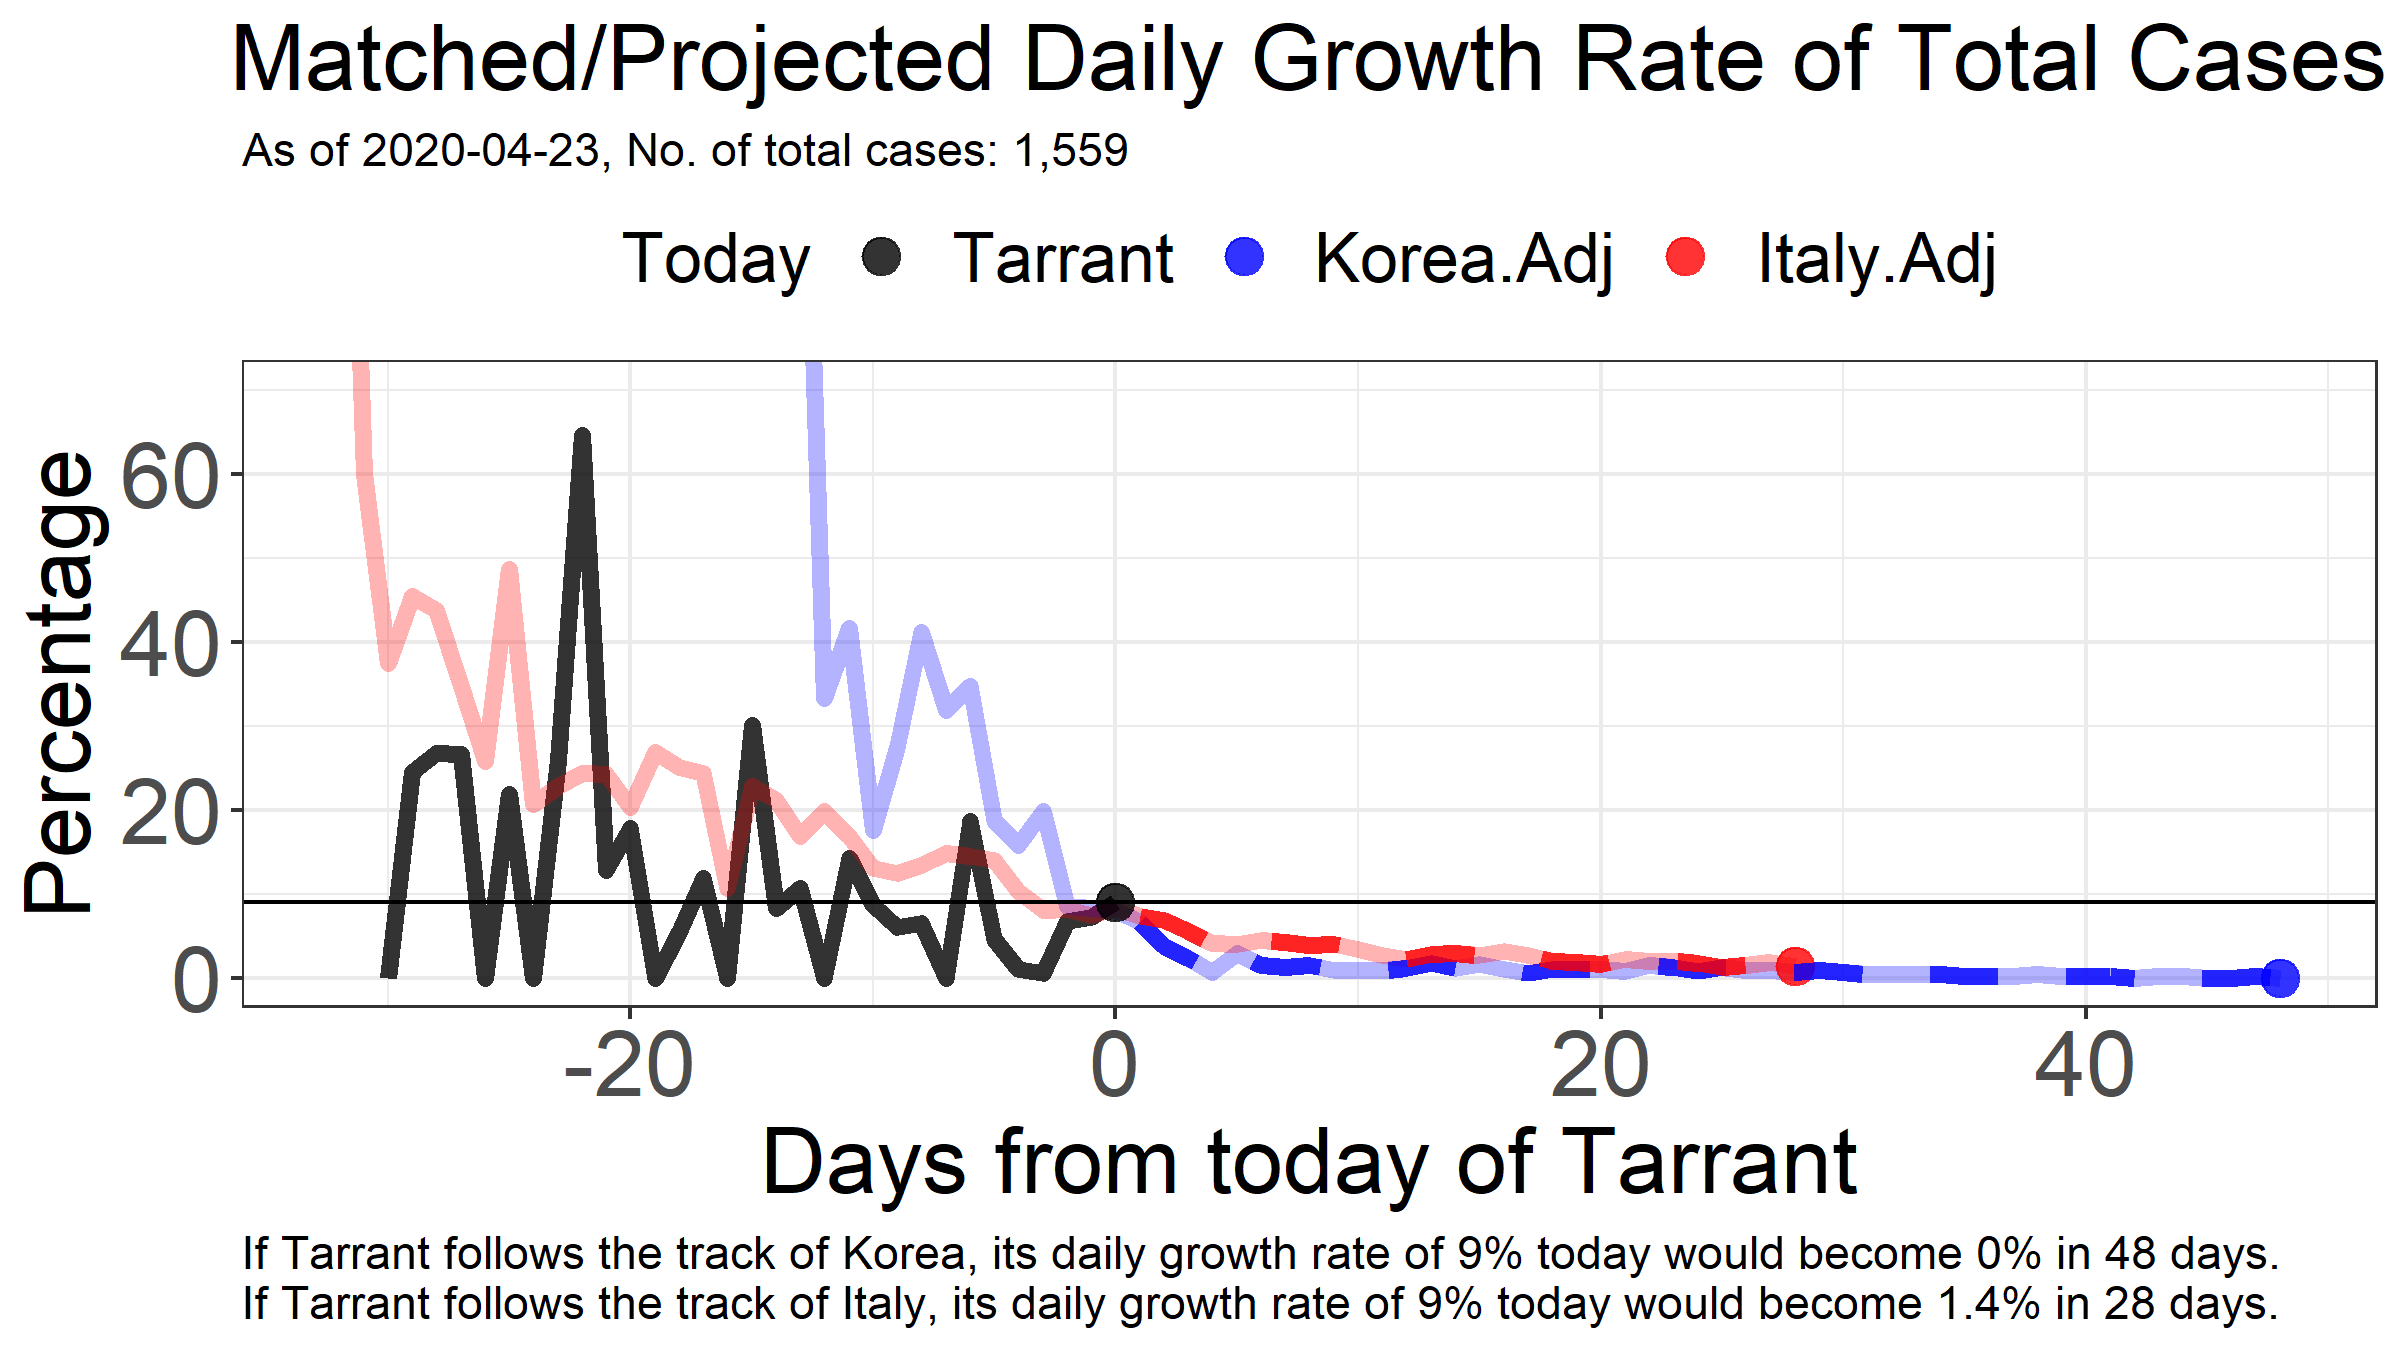 Matched/Projected Daily Growth Rate of Total Cases
As of 2020-04-23, No. of total cases: 1,559
Today Tarrant Korea.Adj Italy.Adj
Percentage
60
40
20
0
-20 0 20 40
Days from today of Tarrant
If Tarrant follows the track of Korea, its daily growth rate of 9% today would become 0% in 48 days.
If Tarrant follows the track of Italy, its daily growth rate of 9% today would become 1.4% in 28 days.